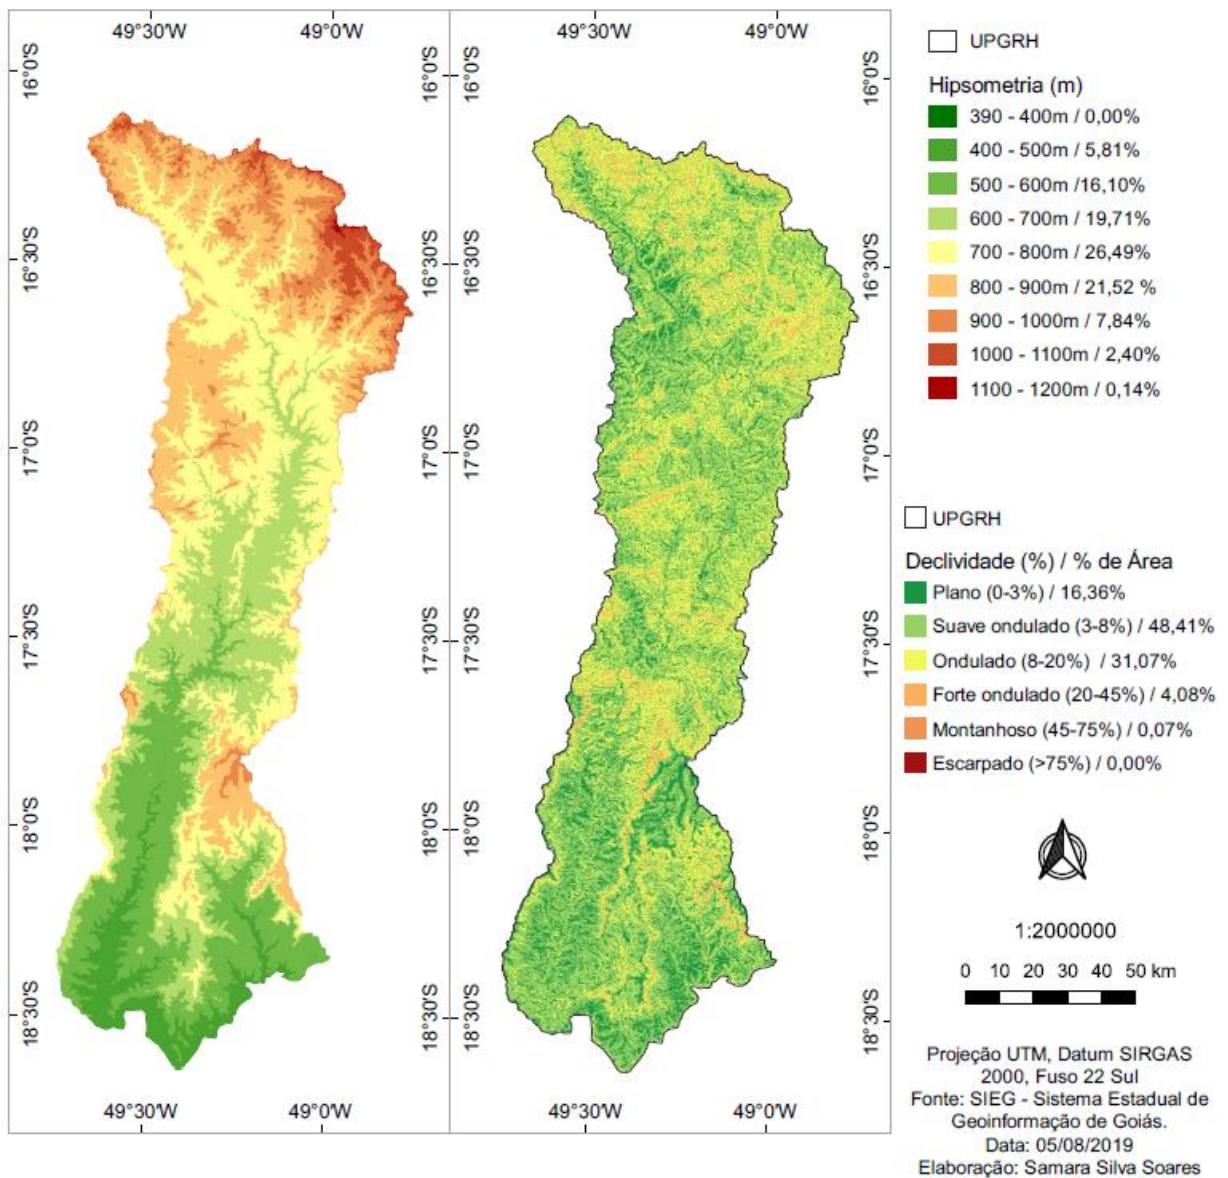 49°30'W 49°0'W 49°30'W 49°0'W
16°0'S 16°0'S 16°0'S
16°30'S 16°30'S 16°30'S
17°0'S 17°0'S 17°0'S
17°30'S 17°30'S 17°30'S
18°0'S 18°0'S 18°0'S
18°30'S 18°30'S 18°30'S
49°30'W 49°0'W 49°30'W 49°0'W
UPGRH
Hipsometria (m)
390 - 400m / 0,00%
400 - 500m / 5,81%
500 - 600m /16,10%
600 - 700m / 19,71%
700 - 800m / 26,49%
800 - 900m / 21,52 %
900 - 1000m / 7,84%
1000 - 1100m / 2,40%
1100 - 1200m / 0,14%
UPGRH
Declividade (%) / % de Área
Plano (0-3%) / 16,36%
Suave ondulado (3-8%) / 48,41%
Ondulado (8-20%) / 31,07%
Forte ondulado (20-45%) / 4,08%
Montanhoso (45-75%) / 0,07%
Escarpado (>75%) / 0,00%
1:2000000
0 10 20 30 40 50 km
Projeção UTM, Datum SIRGAS
2000, Fuso 22 Sul
Fonte: SIEG - Sistema Estadual de
Geoinformação de Goiás.
Data: 05/08/2019
Elaboração: Samara Silva Soares